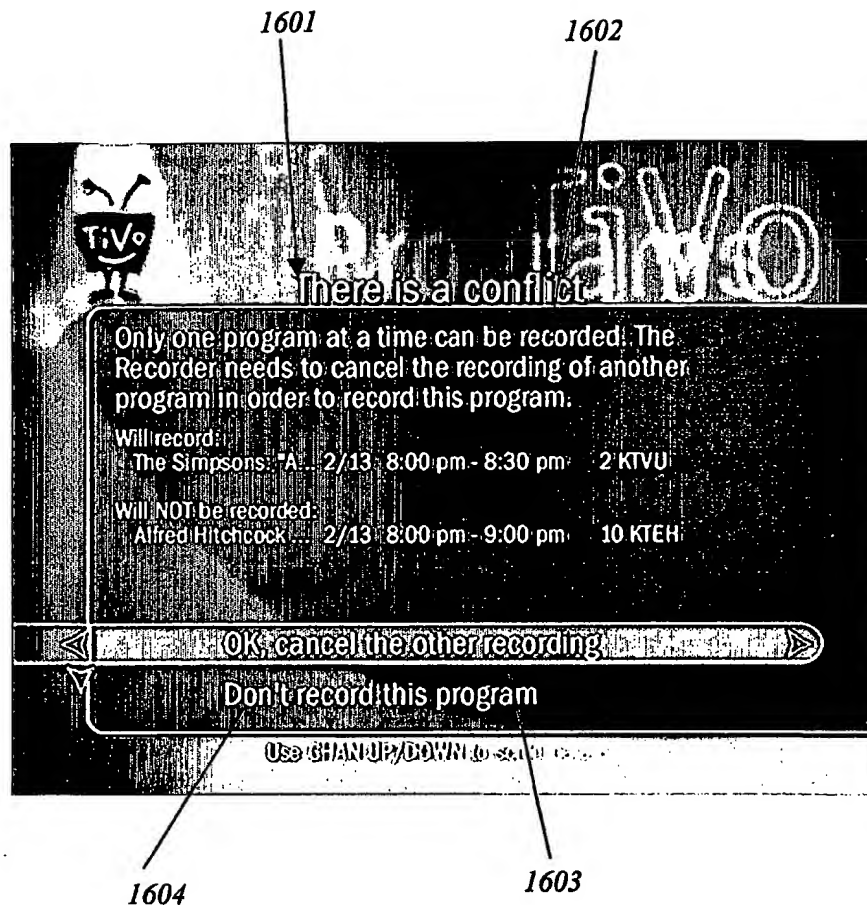 1601
1602
TiVo
TiVo
There is a conflict
Only one program at a time can be recorded. The
Recorder needs to cancel the recording of another
program in order to record this program.
Will record:
The Simpsons: "A... 2/13 8:00 pm - 8:30 pm 2 KTVU
Will NOT be recorded:
Alfred Hitchcock ... 2/13 8:00 pm - 9:00 pm 10 KTEH
OK, cancel the other recording
Don't record this program
Use CHAN UP/DOWN to
1604
1603